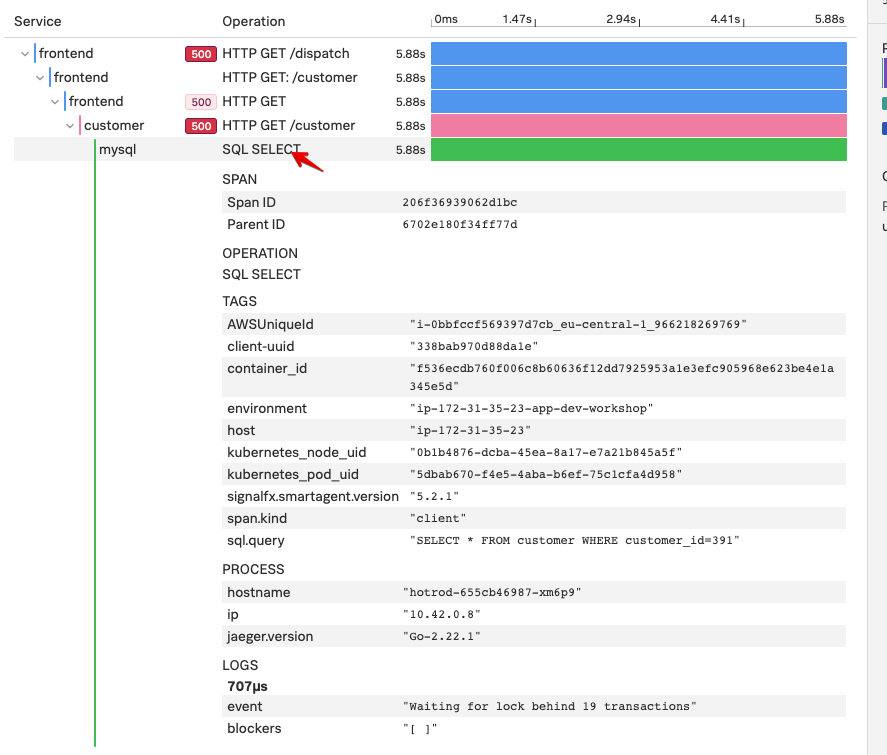 Service Operation 0ms 1.47s 2.94s 4.41s 5.88s
frontend 500 HTTP GET /dispatch 5.88s
frontend HTTP GET: /customer 5.88s
frontend 500 HTTP GET 5.88s
customer 500 HTTP GET /customer 5.88s
mysql SQL SELECT 5.88s
SPAN
Span ID 206f36939062d1bc
Parent ID 6702e180f34ff77d
OPERATION
SQL SELECT
TAGS
AWSUniqueId "i-0bbfccf569397d7cb_eu-central-1_966218269769"
client-uuid "338bab970d88da1e"
container_id "f536ecdb760f006c8b60636f12dd7925953a1e3efc905968e623be4e1a
345e5d"
environment "ip-172-31-35-23-app-dev-workshop"
host "ip-172-31-35-23"
kubernetes_node_uid "0b1b4876-dcba-45ea-8a17-e7a21b845a5f"
kubernetes_pod_uid "5dbab670-f4e5-4aba-b6ef-75c1cfa4d958"
signalfx.smartagent.version "5.2.1"
span.kind "client"
sql.query "SELECT * FROM customer WHERE customer_id=391"
PROCESS
hostname "hotrod-655cb46987-xm6p9"
ip "10.42.0.8"
jaeger.version "Go-2.22.1"
LOGS
707µs
event "Waiting for lock behind 19 transactions"
blockers "[ ]"